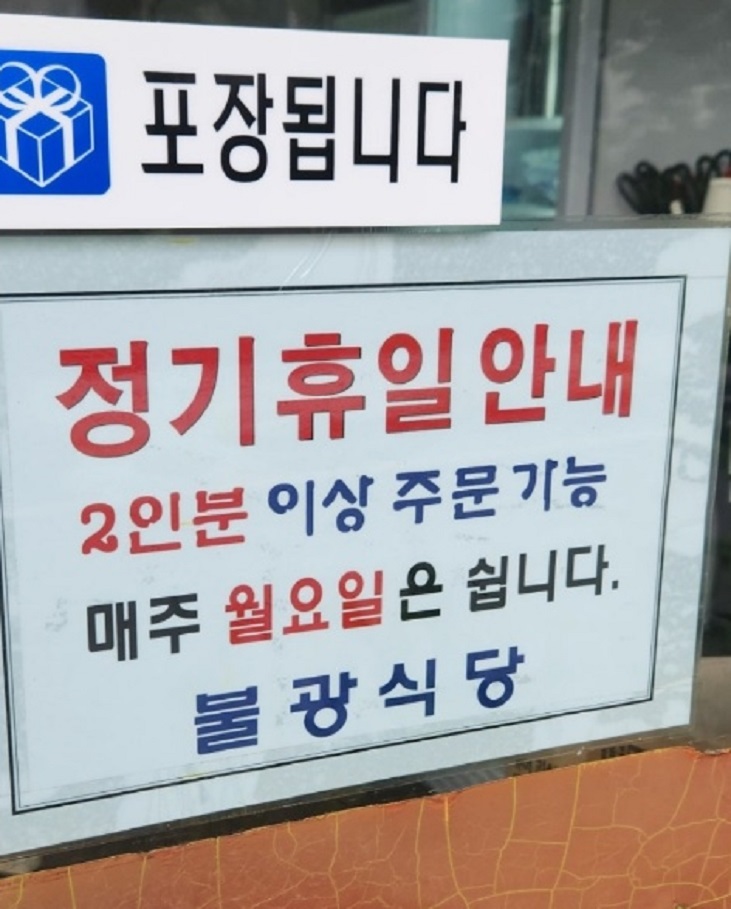 포장됩니다
정기휴일안내
2인분 이상 주문 가능
매주 월요일은 쉽니다.
불광식당